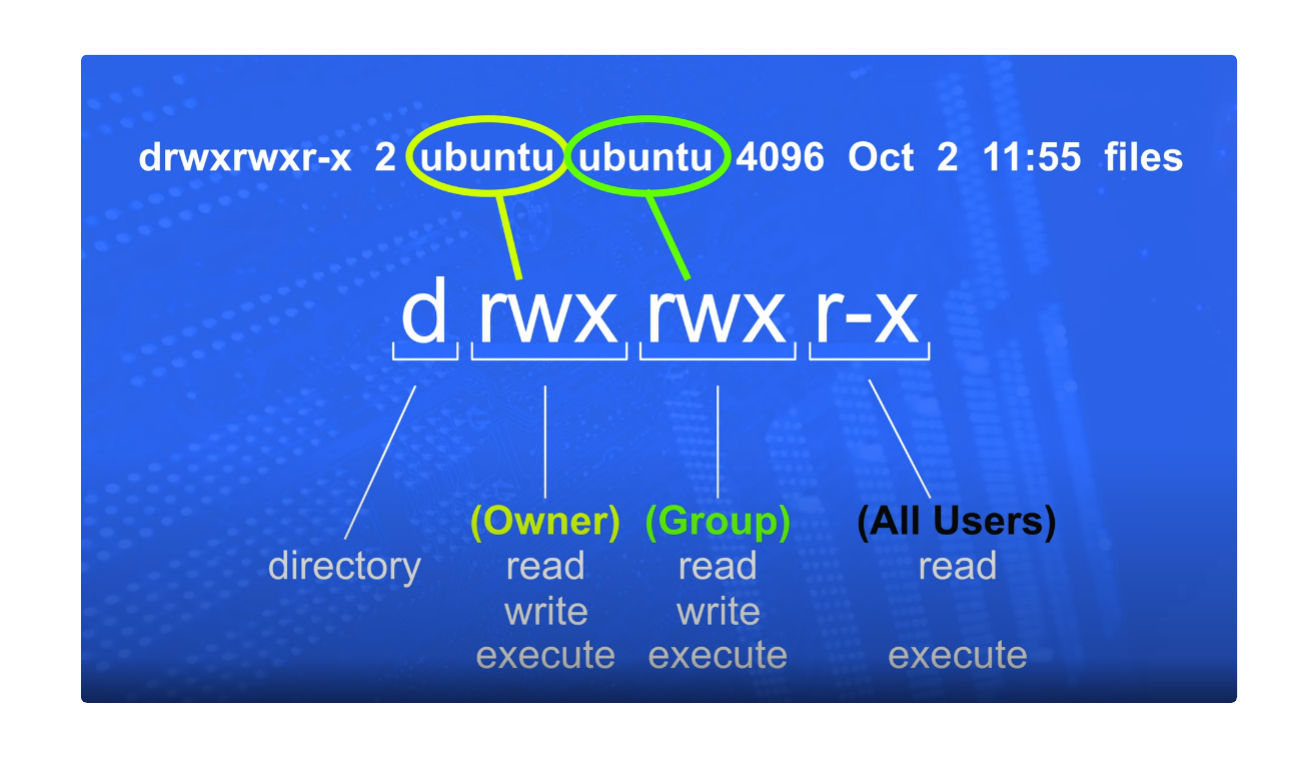 drwxrwxr-x 2 ubuntu ubuntu 4096 Oct 2 11:55 files
d rwx rwx r-x
(Owner) (Group) (All Users)
directory read read read
write write
execute execute execute